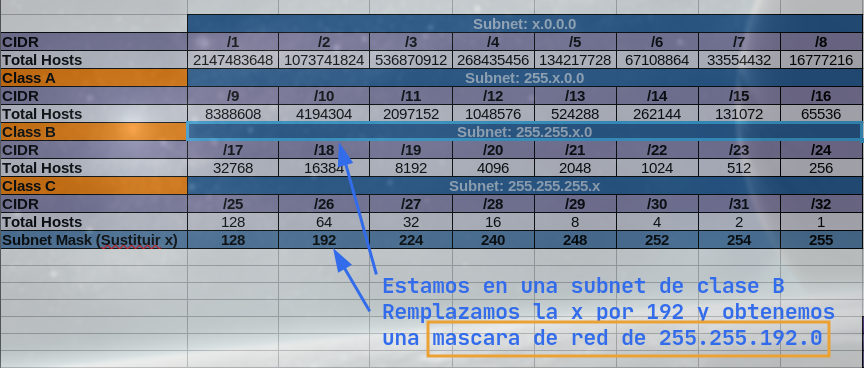 Subnet: x.0.0.0
CIDR /1 /2 /3 /4 /5 /6 /7 /8
Total Hosts 2147483648 1073741824 536870912 268435456 134217728 67108864 33554432 16777216
Class A Subnet: 255.x.0.0
CIDR /9 /10 /11 /12 /13 /14 /15 /16
Total Hosts 8388608 4194304 2097152 1048576 524288 262144 131072 65536
Class B Subnet: 255.255.x.0
CIDR /17 /18 /19 /20 /21 /22 /23 /24
Total Hosts 32768 16384 8192 4096 2048 1024 512 256
Class C Subnet: 255.255.255.x
CIDR /25 /26 /27 /28 /29 /30 /31 /32
Total Hosts 128 64 32 16 8 4 2 1
Subnet Mask (Sustituir x) 128 192 224 240 248 252 254 255
Estamos en una subnet de clase B
Remplazamos la x por 192 y obtenemos
una mascara de red de 255.255.192.0